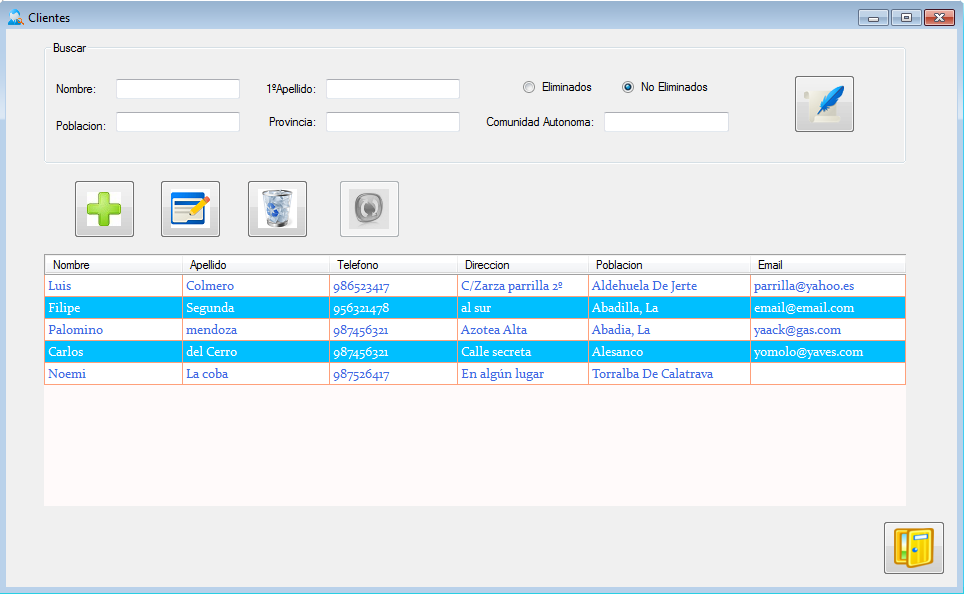 Clientes
Buscar
Nombre: 1ºApellido: Eliminados No Eliminados
Poblacion: Provincia: Comunidad Autonoma:
Nombre Apellido Telefono Direccion Poblacion Email
Luis Colmero 986523417 C/Zarza parrilla 2º Aldehuela De Jerte parrilla@yahoo.es
Filipe Segunda 956321478 al sur Abadilla, La email@email.com
Palomino mendoza 987456321 Azotea Alta Abadia, La yaack@gas.com
Carlos del Cerro 987456321 Calle secreta Alesanco yomolo@yaves.com
Noemi La coba 987526417 En algún lugar Torralba De Calatrava